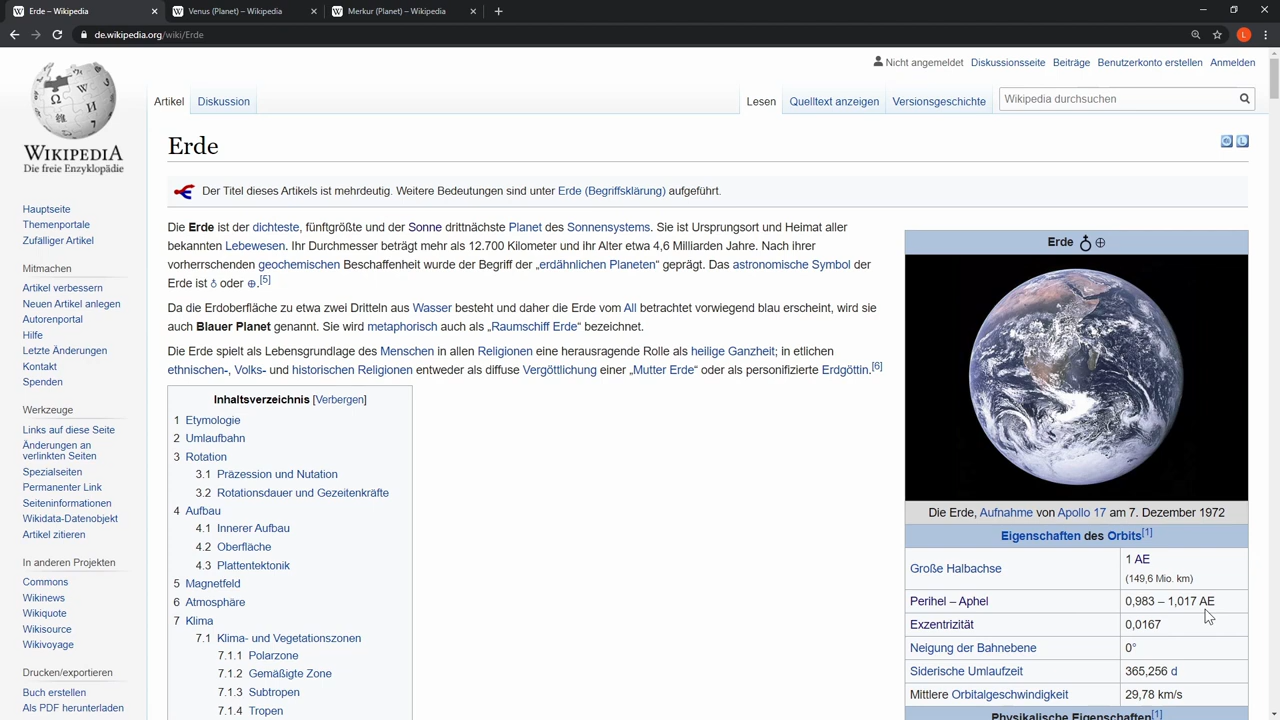 Erde – Wikipedia
Venus (Planet) – Wikipedia
Merkur (Planet) – Wikipedia
de.wikipedia.org/wiki/Erde
L
Nicht angemeldet Diskussionsseite Beiträge Benutzerkonto erstellen Anmelden
Artikel Diskussion Lesen Quelltext anzeigen Versionsgeschichte Wikipedia durchsuchen
WIKIPEDIA
Die freie Enzyklopädie
Hauptseite
Themenportale
Zufälliger Artikel
Mitmachen
Artikel verbessern
Neuen Artikel anlegen
Autorenportal
Hilfe
Letzte Änderungen
Kontakt
Spenden
Werkzeuge
Links auf diese Seite
Änderungen an
verlinkten Seiten
Spezialseiten
Permanenter Link
Seiteninformationen
Wikidata-Datenobjekt
Artikel zitieren
In anderen Projekten
Commons
Wikinews
Wikiquote
Wikisource
Wikivoyage
Drucken/exportieren
Buch erstellen
Als PDF herunterladen
Erde
Der Titel dieses Artikels ist mehrdeutig. Weitere Bedeutungen sind unter Erde (Begriffsklärung) aufgeführt.
Die Erde ist der dichteste, fünftgrößte und der Sonne drittnächste Planet des Sonnensystems. Sie ist Ursprungsort und Heimat aller
bekannten Lebewesen. Ihr Durchmesser beträgt mehr als 12.700 Kilometer und ihr Alter etwa 4,6 Milliarden Jahre. Nach ihrer
vorherrschenden geochemischen Beschaffenheit wurde der Begriff der „erdähnlichen Planeten“ geprägt. Das astronomische Symbol der
Erde ist ♁ oder ⊕.[5]
Da die Erdoberfläche zu etwa zwei Dritteln aus Wasser besteht und daher die Erde vom All betrachtet vorwiegend blau erscheint, wird sie
auch Blauer Planet genannt. Sie wird metaphorisch auch als „Raumschiff Erde“ bezeichnet.
Die Erde spielt als Lebensgrundlage des Menschen in allen Religionen eine herausragende Rolle als heilige Ganzheit; in etlichen
ethnischen-, Volks- und historischen Religionen entweder als diffuse Vergöttlichung einer „Mutter Erde“ oder als personifizierte Erdgöttin.[6]
Inhaltsverzeichnis [Verbergen]
1 Etymologie
2 Umlaufbahn
3 Rotation
3.1 Präzession und Nutation
3.2 Rotationsdauer und Gezeitenkräfte
4 Aufbau
4.1 Innerer Aufbau
4.2 Oberfläche
4.3 Plattentektonik
5 Magnetfeld
6 Atmosphäre
7 Klima
7.1 Klima- und Vegetationszonen
7.1.1 Polarzone
7.1.2 Gemäßigte Zone
7.1.3 Subtropen
7.1.4 Tropen
Erde ♁ ⊕
Die Erde, Aufnahme von Apollo 17 am 7. Dezember 1972
Eigenschaften des Orbits[1]
Große Halbachse 1 AE
(149,6 Mio. km)
Perihel – Aphel 0,983 – 1,017 AE
Exzentrizität 0,0167
Neigung der Bahnebene 0°
Siderische Umlaufzeit 365,256 d
Mittlere Orbitalgeschwindigkeit 29,78 km/s
Physikalische Eigenschaften[1]